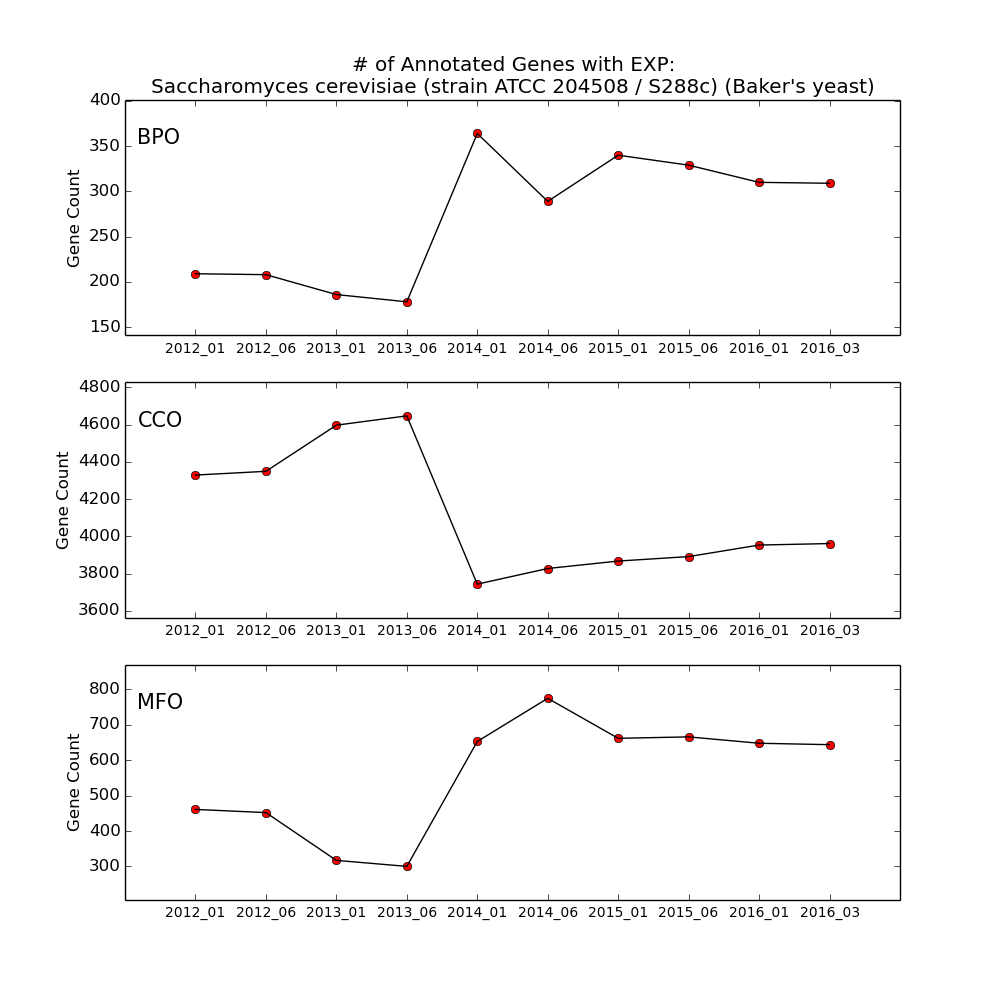 # of Annotated Genes with EXP:
Saccharomyces cerevisiae (strain ATCC 204508 / S288c) (Baker's yeast)
BPO
Gene Count
400
350
300
250
200
150
2012_01 2012_06 2013_01 2013_06 2014_01 2014_06 2015_01 2015_06 2016_01 2016_03
CCO
Gene Count
4800
4600
4400
4200
4000
3800
3600
2012_01 2012_06 2013_01 2013_06 2014_01 2014_06 2015_01 2015_06 2016_01 2016_03
MFO
Gene Count
800
700
600
500
400
300
2012_01 2012_06 2013_01 2013_06 2014_01 2014_06 2015_01 2015_06 2016_01 2016_03